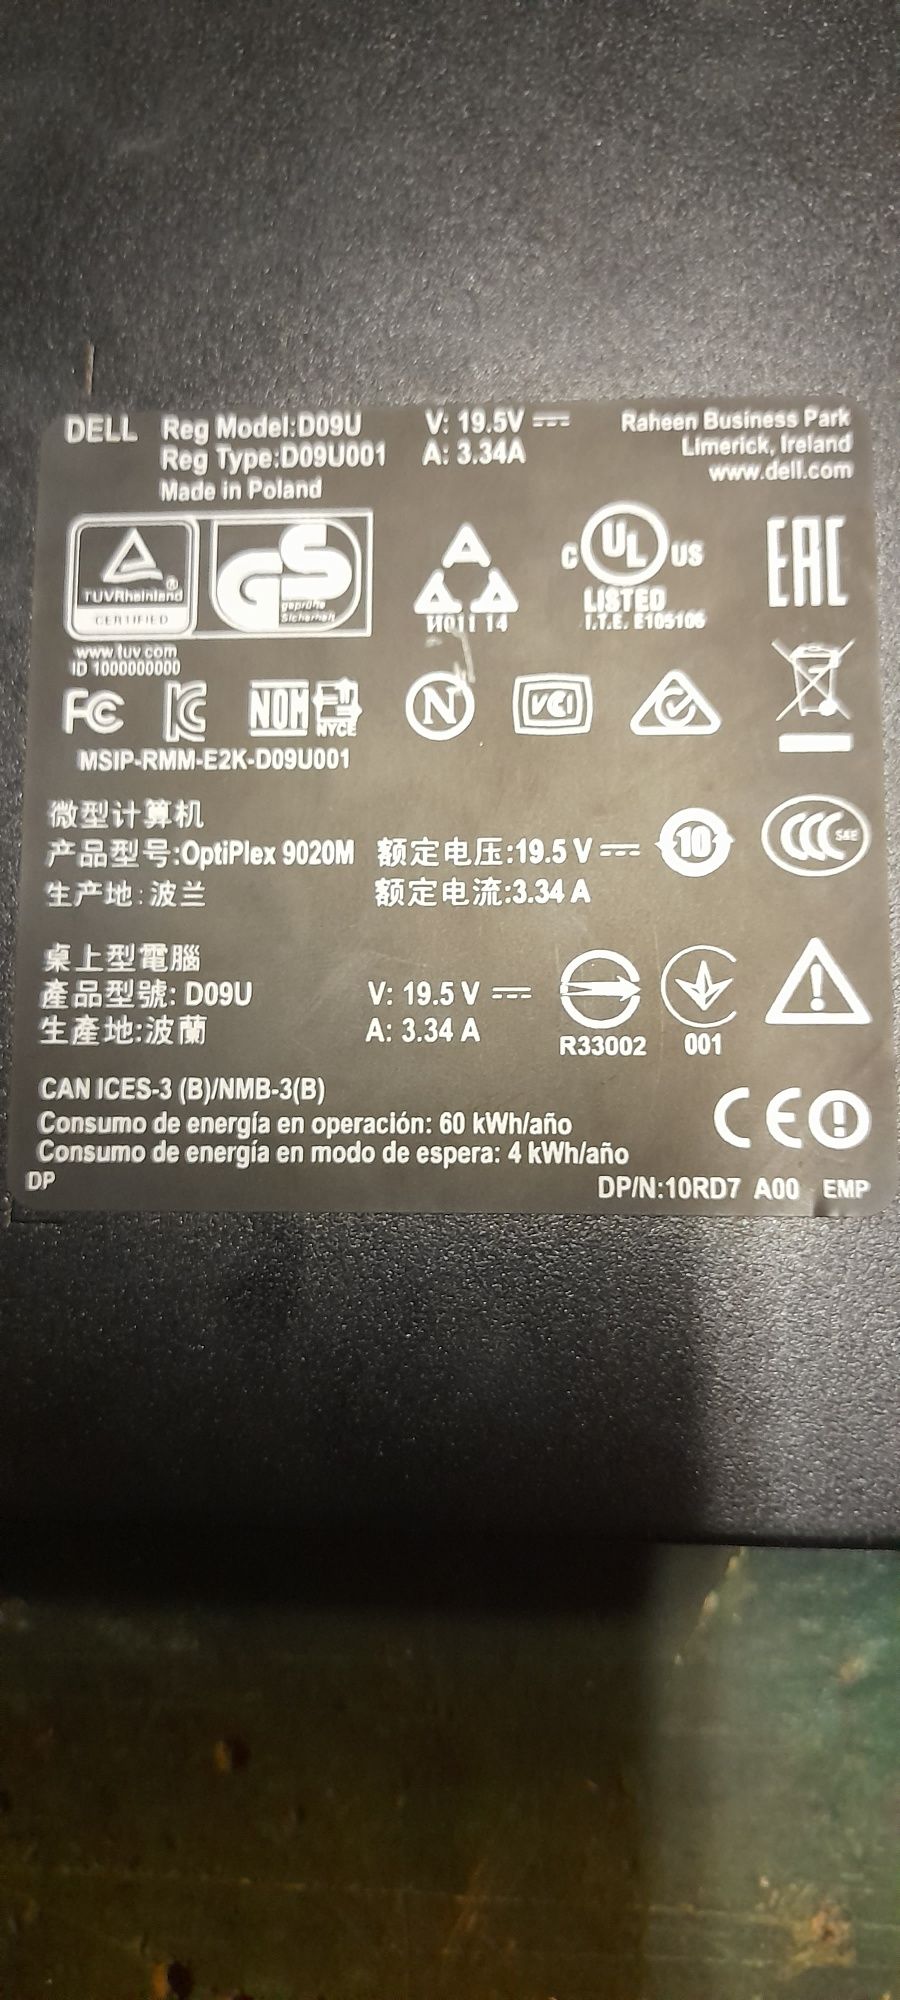 DELL Reg Model:D09U V: 19.5V Raheen Business Park
Reg Type:D09U001 A: 3.34A Limerick, Ireland
Made in Poland www.dell.com
TUVRheinland ® CERTIFIED
GS geprüfte Sicherheit
И011 14
C UL US
LISTED
I.T.E. E105106
EAC
www.tuv.com
ID 1000000000
FC KC NOM NYCE N VCI
MSIP-RMM-E2K-D09U001
微型计算机
产品型号:OptiPlex 9020M 额定电压:19.5 V 10 CCC S&E
生产地:波兰 额定电流:3.34 A
桌上型電腦
產品型號: D09U V: 19.5 V
生產地:波蘭 A: 3.34 A R33002 001
CAN ICES-3 (B)/NMB-3(B)
Consumo de energía en operación: 60 kWh/año CE
Consumo de energía en modo de espera: 4 kWh/año
DP DP/N:10RD7 A00 EMP